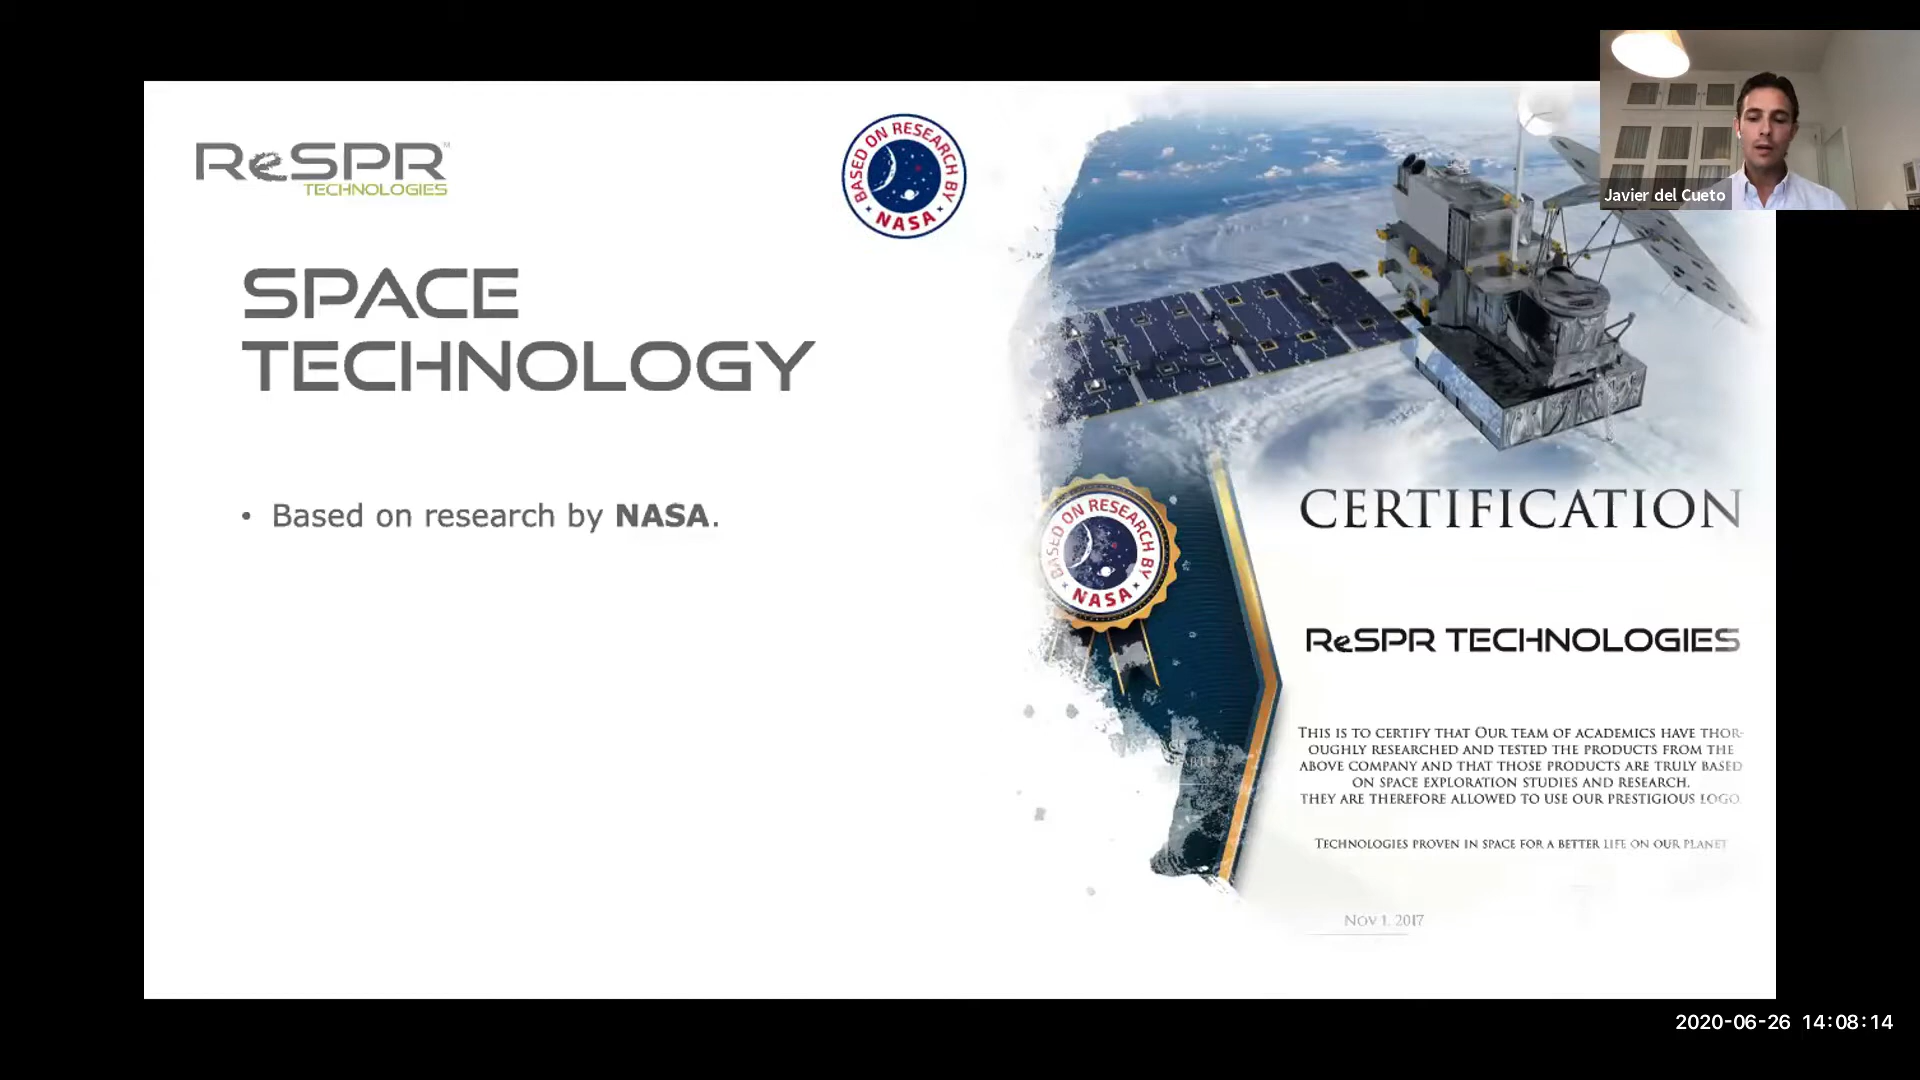 ReSPR™
TECHNOLOGIES
BASED ON RESEARCH BY
NASA
SPACE
TECHNOLOGY
• Based on research by NASA.
Javier del Cueto
BASED ON RESEARCH BY
NASA
CERTIFICATION
ReSPR TECHNOLOGIES
THIS IS TO CERTIFY THAT OUR TEAM OF ACADEMICS HAVE THOR-
OUGHLY RESEARCHED AND TESTED THE PRODUCTS FROM THE
ABOVE COMPANY AND THAT THOSE PRODUCTS ARE TRULY BASED
ON SPACE EXPLORATION STUDIES AND RESEARCH.
THEY ARE THEREFORE ALLOWED TO USE OUR PRESTIGIOUS LOGO
TECHNOLOGIES PROVEN IN SPACE FOR A BETTER LIFE ON OUR PLANET
NOV 1, 2017
2020-06-26 14:08:14